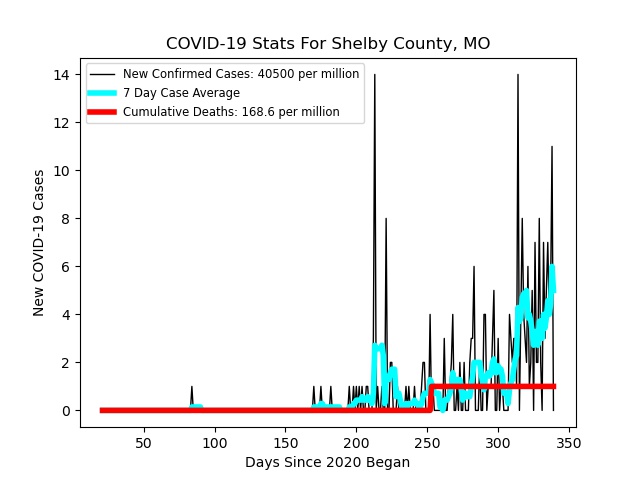 COVID-19 Stats For Shelby County, MO
New Confirmed Cases: 40500 per million
7 Day Case Average
Cumulative Deaths: 168.6 per million
New COVID-19 Cases
14
12
10
8
6
4
2
0
50 100 150 200 250 300 350
Days Since 2020 Began